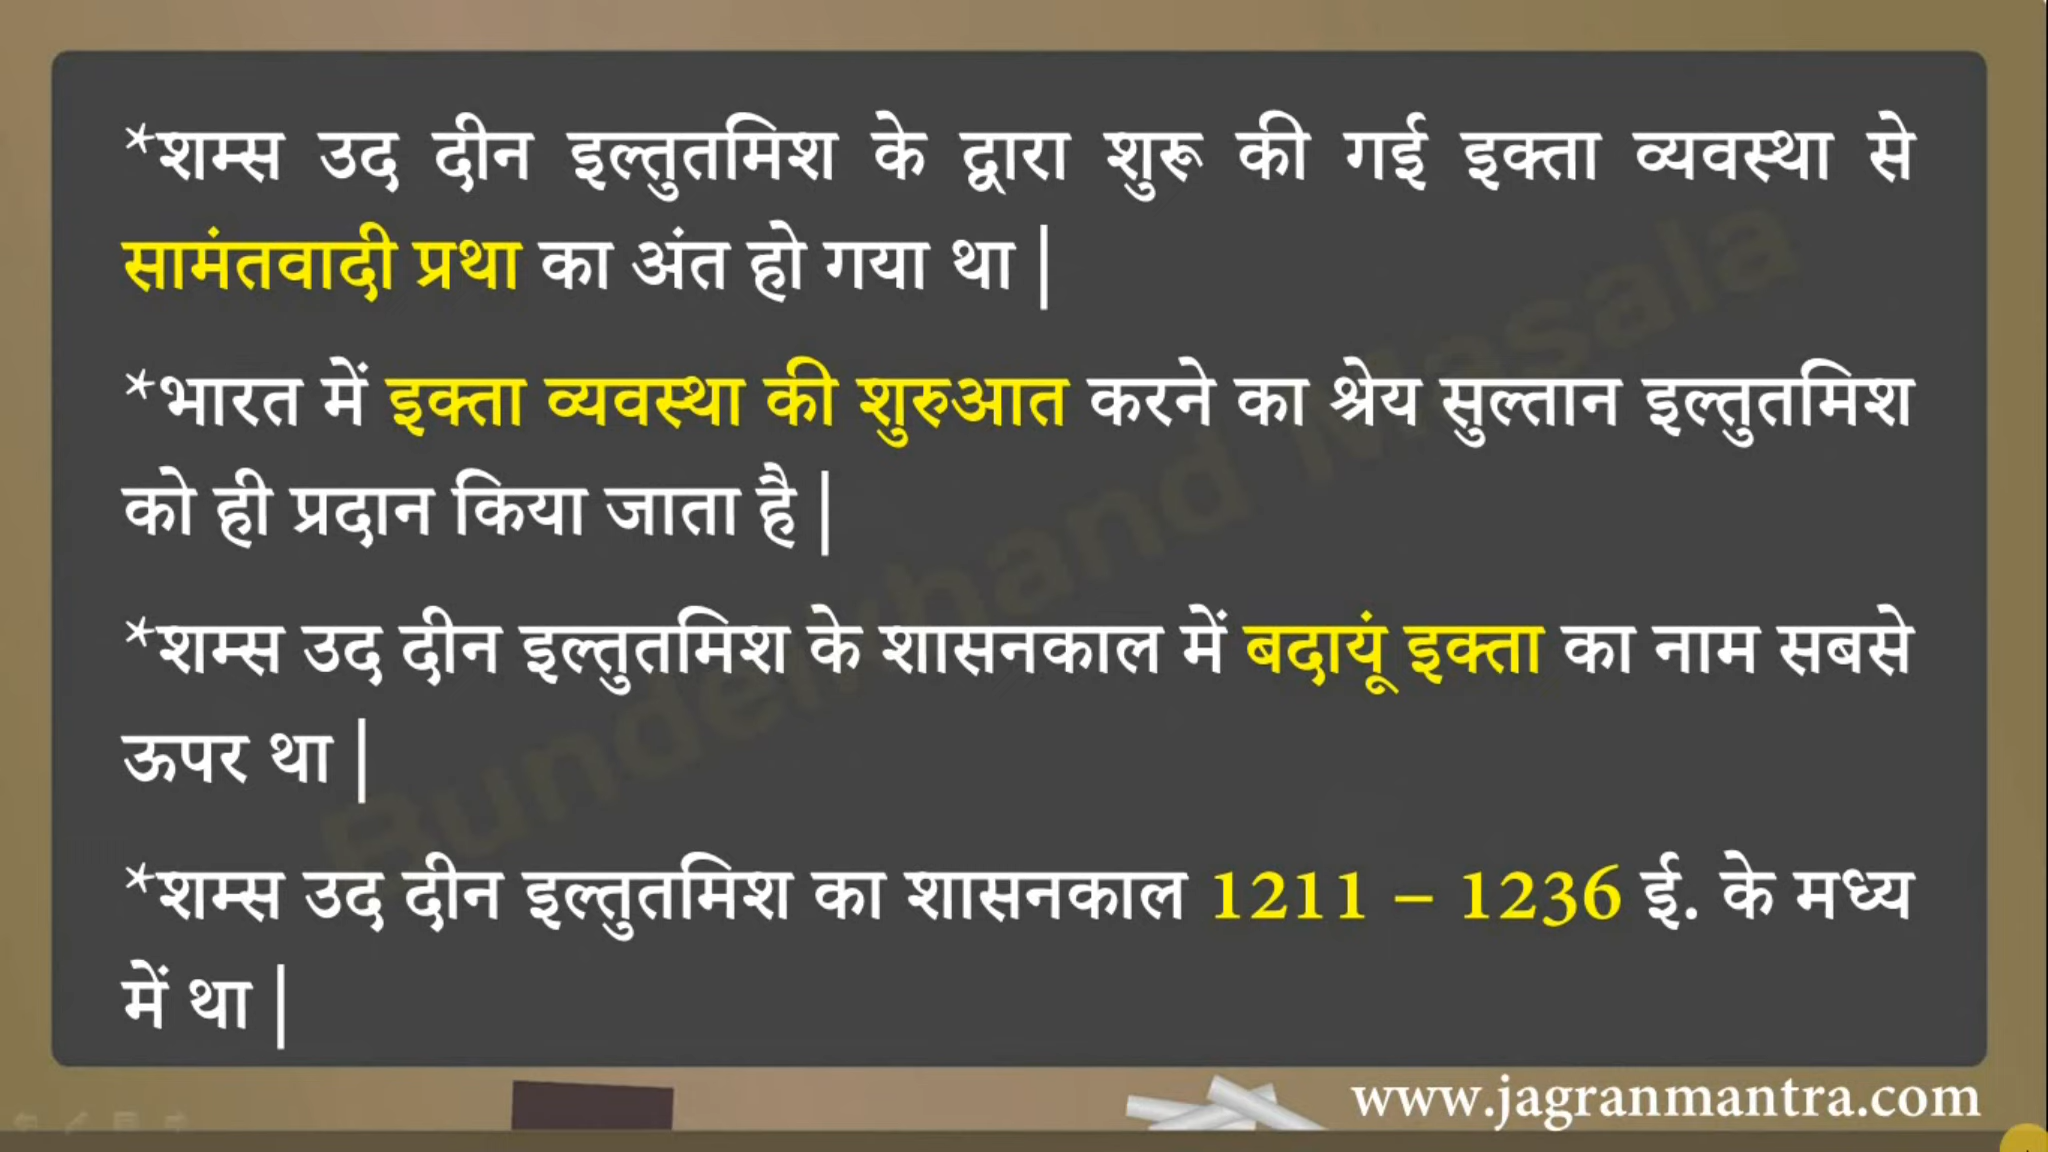 *शम्स उद दीन इल्तुतमिश के द्वारा शुरू की गई इक्ता व्यवस्था से
सामंतवादी प्रथा का अंत हो गया था |
*भारत में इक्ता व्यवस्था की शुरुआत करने का श्रेय सुल्तान इल्तुतमिश
को ही प्रदान किया जाता है |
*शम्स उद दीन इल्तुतमिश के शासनकाल में बदायूं इक्ता का नाम सबसे
ऊपर था |
*शम्स उद दीन इल्तुतमिश का शासनकाल 1211 – 1236 ई. के मध्य
में था |
Bundelkhand Masala
www.jagranmantra.com